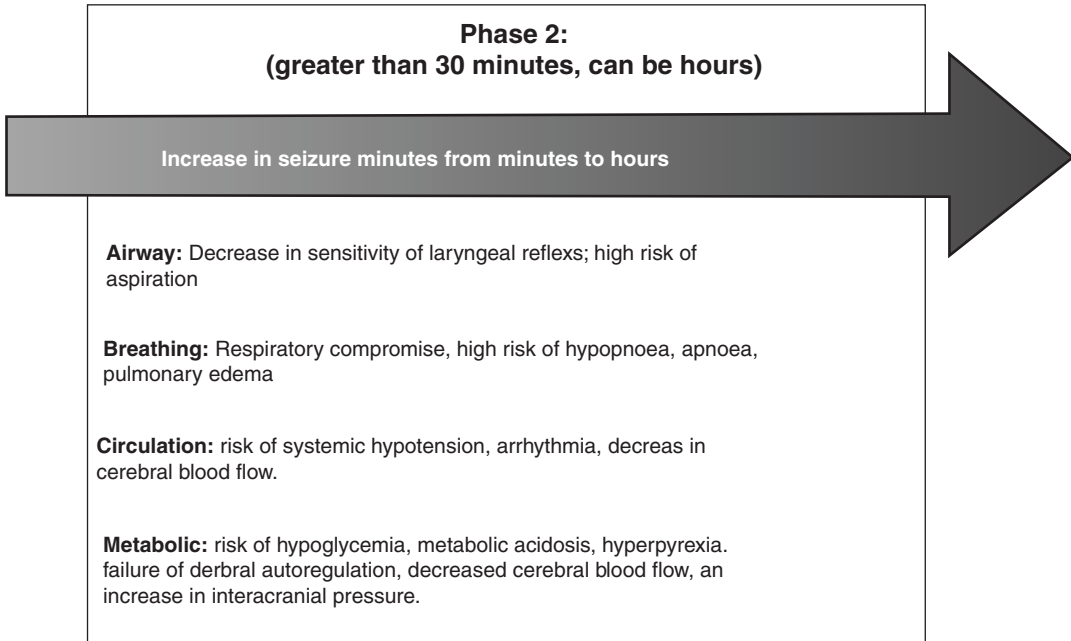 Phase 2:
(greater than 30 minutes, can be hours)
Increase in seizure minutes from minutes to hours
Airway: Decrease in sensitivity of laryngeal reflexs; high risk of
aspiration
Breathing: Respiratory compromise, high risk of hypopnoea, apnoea,
pulmonary edema
Circulation: risk of systemic hypotension, arrhythmia, decreas in
cerebral blood flow.
Metabolic: risk of hypoglycemia, metabolic acidosis, hyperpyrexia.
failure of derbral autoregulation, decreased cerebral blood flow, an
increase in interacranial pressure.